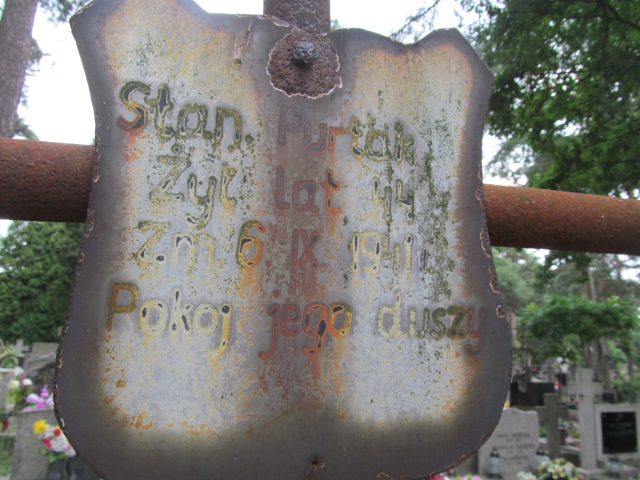 Stan. Purtak
Żył lat 44
Zm. 6 IX 1941
Pokój jego duszy